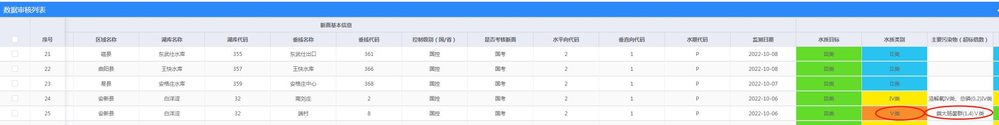 数据审核列表
断面基本信息
序号 区域名称 湖库名称 湖库代码 垂线名称 垂线代码 控制级别（国/省） 是否考核断面 水平向代码 垂直向代码 水期代码 监测日期 水质目标 水质类别 主要污染物（超标倍数）
21 磁县 东武仕水库 355 东武仕出口 361 国控 国考 2 1 P 2022-10-08 Ⅲ类 Ⅱ类
22 曲阳县 王快水库 357 王快水库 366 国控 国考 2 1 P 2022-10-08 Ⅲ类 Ⅱ类
23 易县 安格庄水库 359 安格庄中心 368 国控 国考 2 1 P 2022-10-07 Ⅲ类 Ⅱ类
24 安新县 白洋淀 32 南刘庄 2 国控 国考 2 1 P 2022-10-06 Ⅲ类 Ⅳ类 溶解氧Ⅳ类、总磷(0.2)Ⅳ类
25 安新县 白洋淀 32 端村 8 国控 国考 2 1 P 2022-10-06 Ⅲ类 Ⅴ类 粪大肠菌群(1.4)Ⅴ类